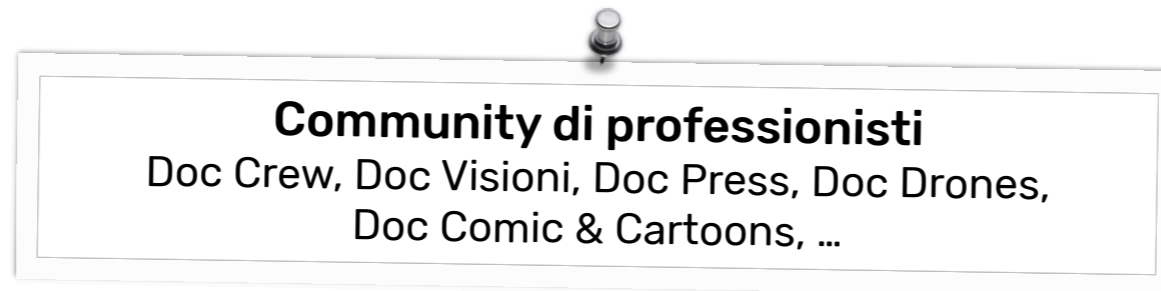 Community di professionisti
Doc Crew, Doc Visioni, Doc Press, Doc Drones,
Doc Comic & Cartoons, ...